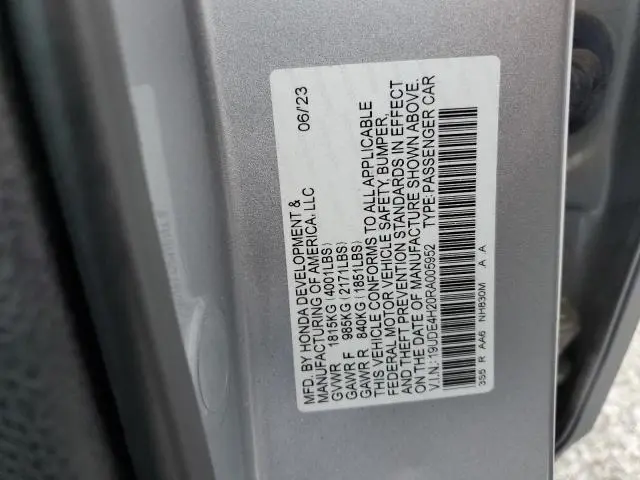 MFD. BY HONDA DEVELOPMENT &
MANUFACTURING OF AMERICA, LLC 06/'23
GVWR 1815KG(4001LBS)
GAWR F 985KG(2171LBS)
GAWR R 840KG(1851LBS)
THIS VEHICLE CONFORMS TO ALL APPLICABLE
FEDERAL MOTOR VEHICLE SAFETY, BUMPER,
AND THEFT PREVENTION STANDARDS IN EFFECT
ON THE DATE OF MANUFACTURE SHOWN ABOVE.
V.I.N.:19UDE4H20RA005952 TYPE:PASSENGER CAR
3S5 R AA6 NH830M A A